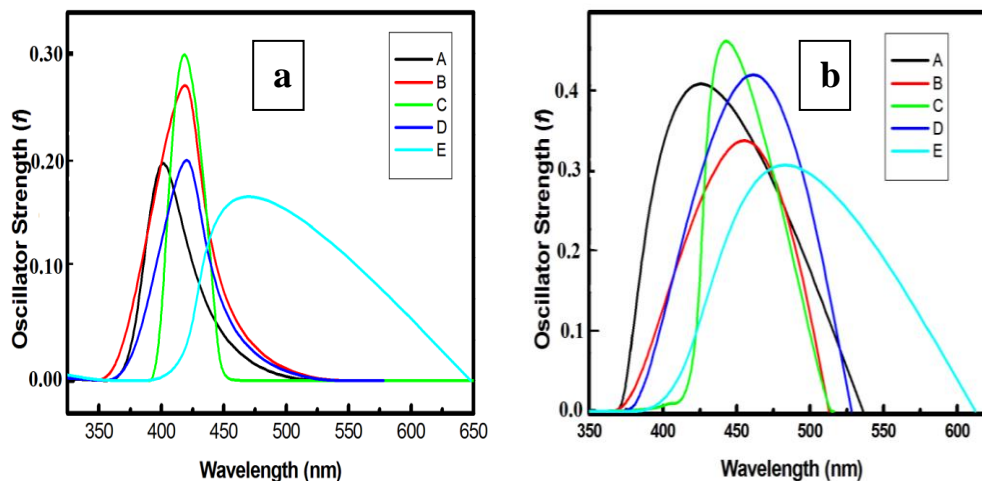 a
A
B
C
D
E
Oscillator Strength (f)
0.30
0.20
0.10
0.00
350 400 450 500 550 600 650
Wavelength (nm)
b
A
B
C
D
E
Oscillator Strength (f)
0.4
0.3
0.2
0.1
0.0
350 400 450 500 550 600
Wavelength (nm)